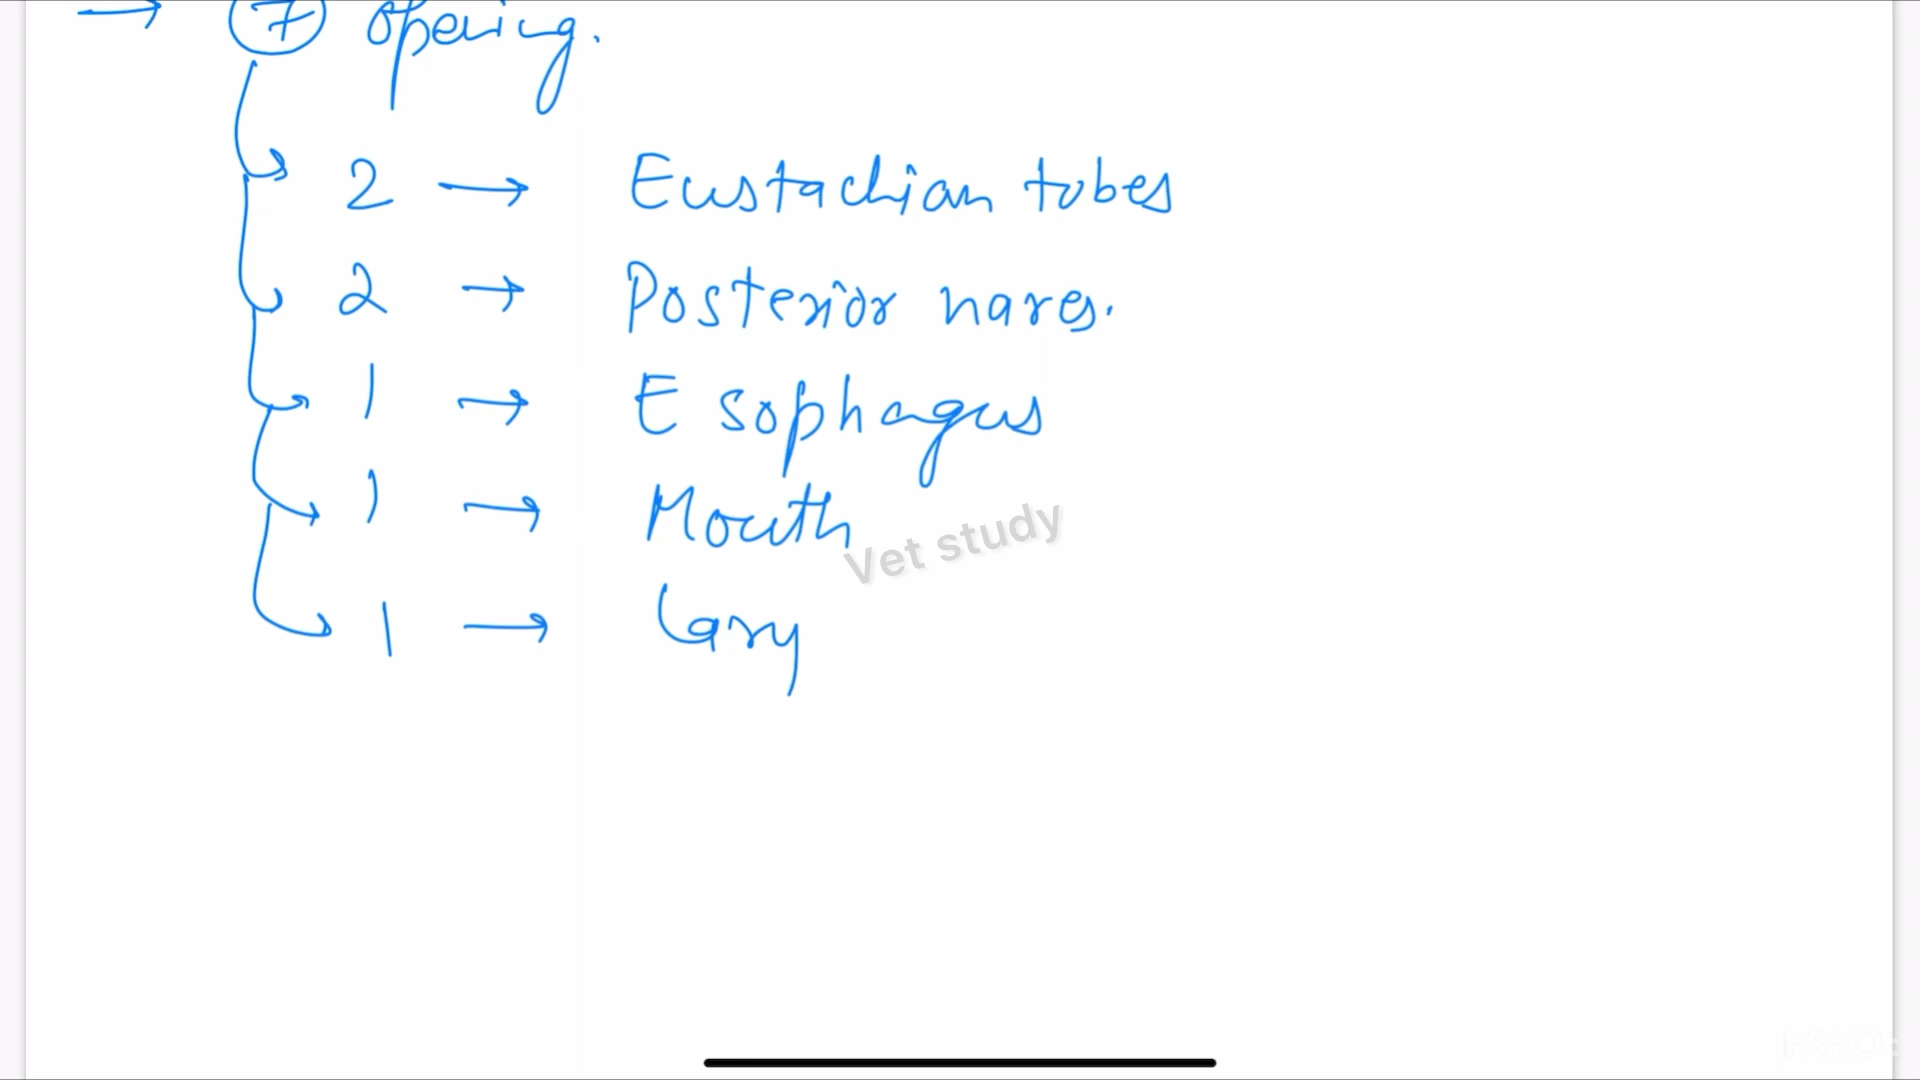 → 7 opening.
2 → Eustachian tubes
2 → Posterior nares.
1 → Esophagus
1 → Mouth
Vet study
1 → Lary